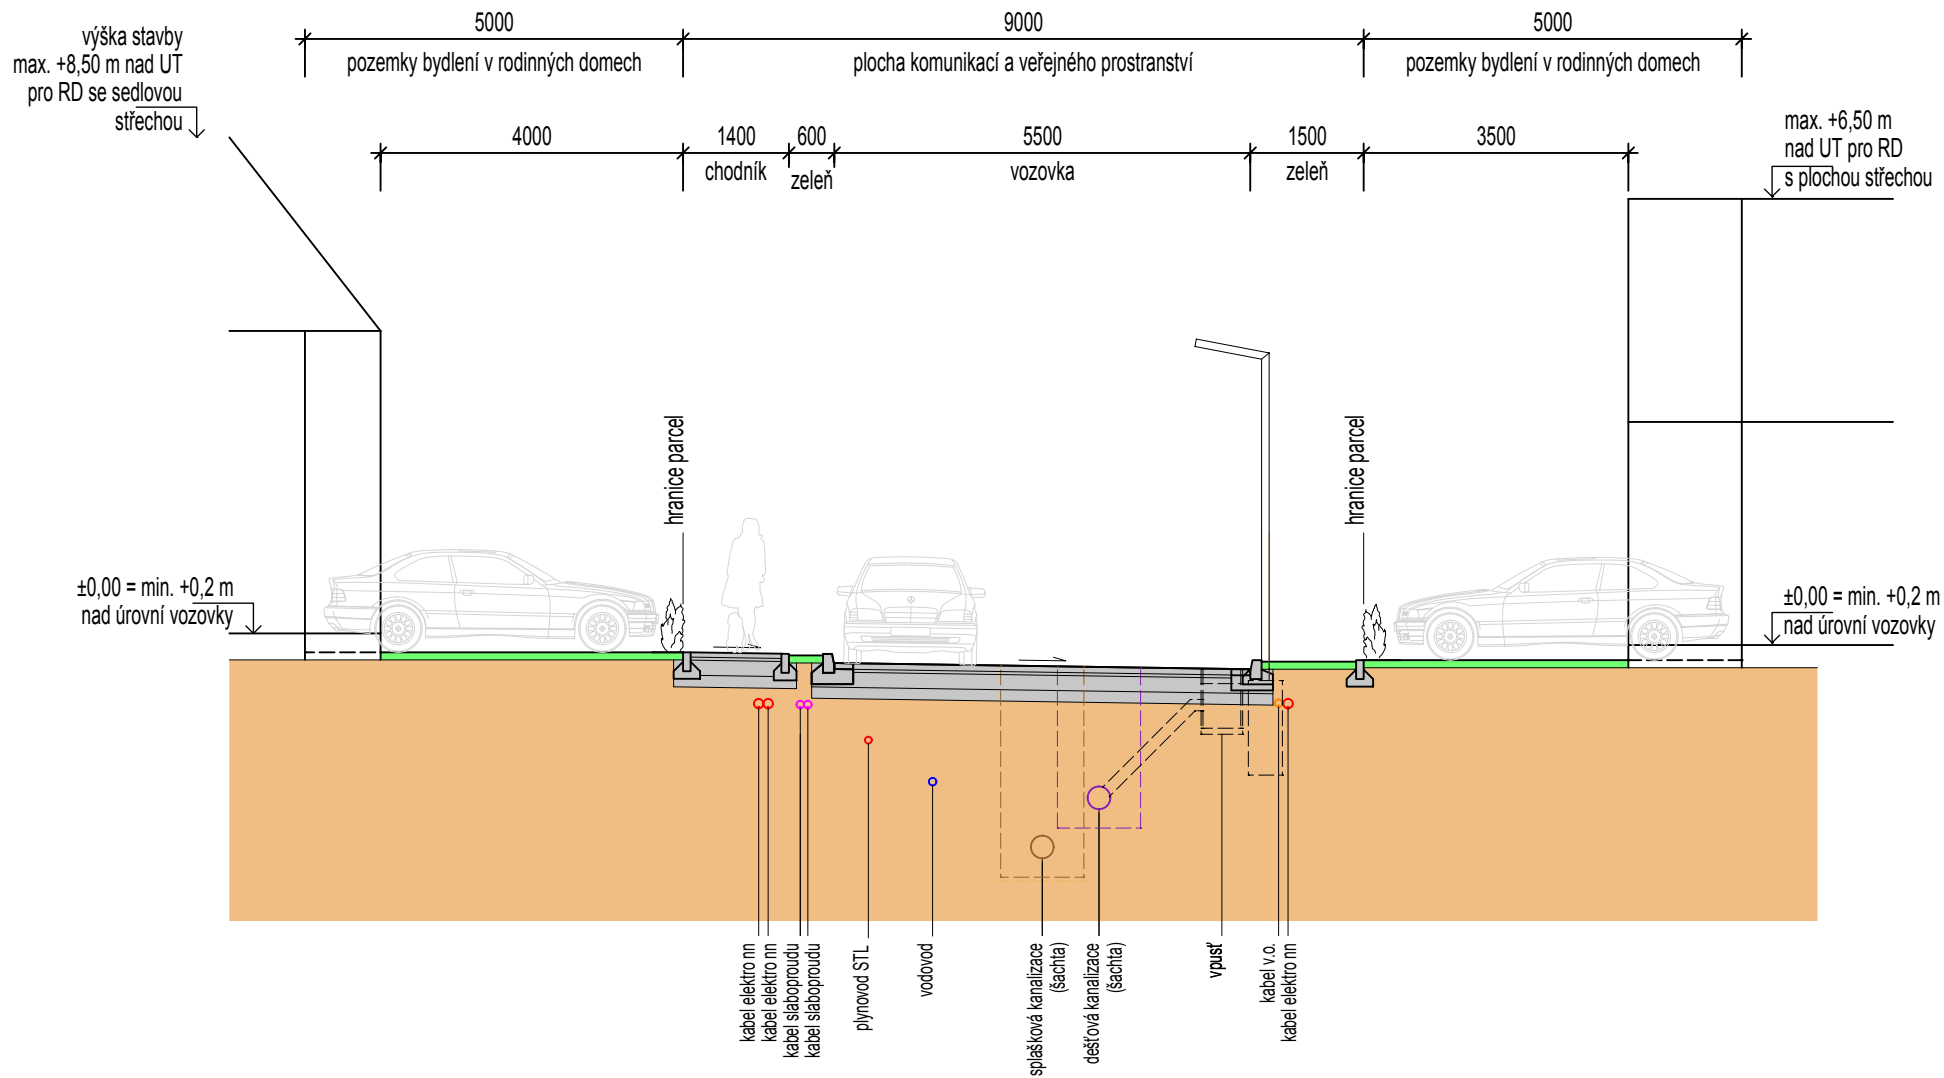 5000
9000
5000
výška stavby
max. +8,50 m nad UT
pro RD se sedlovou
střechou
pozemky bydlení v rodinných domech
plocha komunikací a veřejného prostranství
pozemky bydlení v rodinných domech
4000
1400
600
5500
1500
3500
chodník
zeleň
vozovka
zeleň
max. +6,50 m
nad UT pro RD
s plochou střechou
hranice parcel
hranice parcel
±0,00 = min. +0,2 m
nad úrovní vozovky
±0,00 = min. +0,2 m
nad úrovní vozovky
kabel elektro nn
kabel elektro nn
kabel slaboproudu
kabel slaboproudu
plynovod STL
vodovod
splašková kanalizace
(šachta)
dešťová kanalizace
(šachta)
vpusť
kabel v.o.
kabel elektro nn